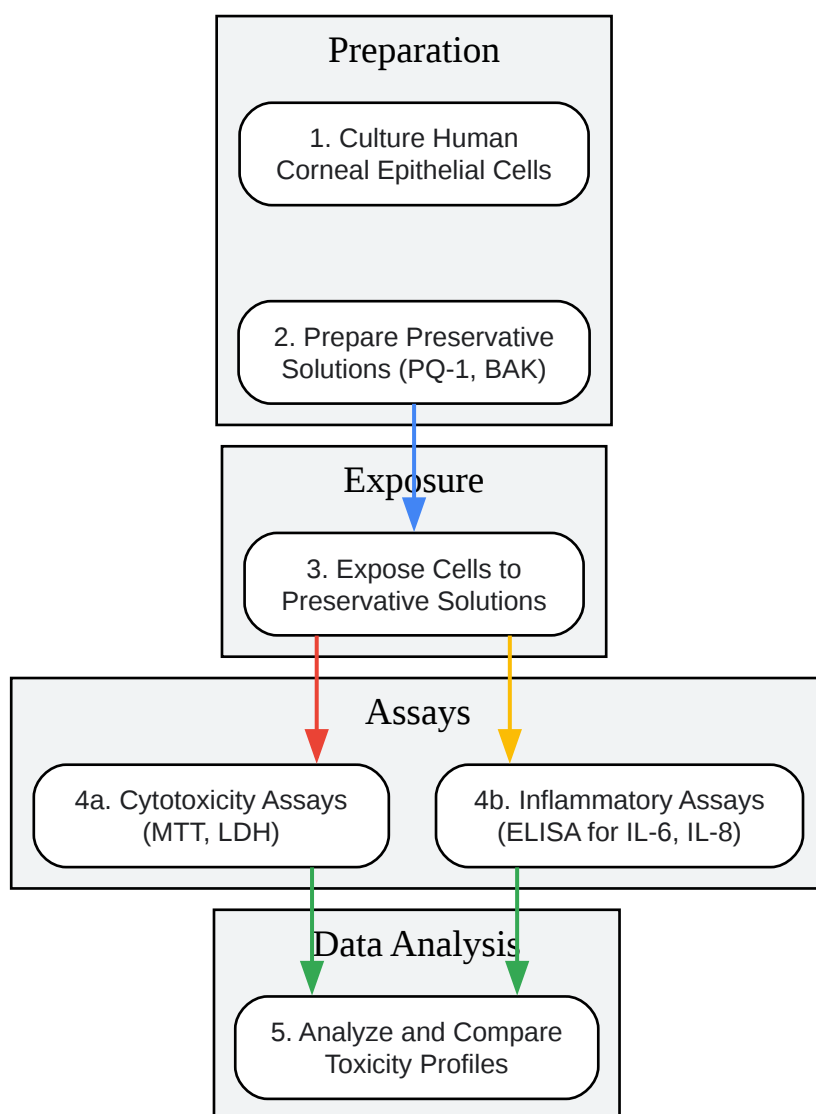 Preparation
1. Culture Human
Corneal Epithelial Cells
2. Prepare Preservative
Solutions (PQ-1, BAK)
Exposure
3. Expose Cells to
Preservative Solutions
Assays
4a. Cytotoxicity Assays
(MTT, LDH)
4b. Inflammatory Assays
(ELISA for IL-6, IL-8)
Data Analysis
5. Analyze and Compare
Toxicity Profiles